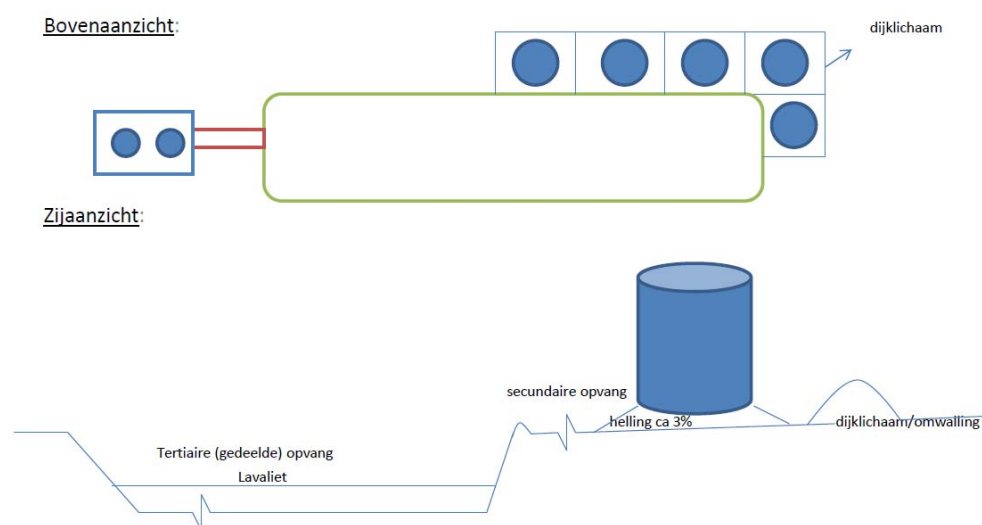 Bovenaanzicht:
dijklichaam
Zijaanzicht:
secundaire opvang
helling ca 3%
dijklichaam/omwalling
Tertiaire (gedeelde) opvang
Lavaliet